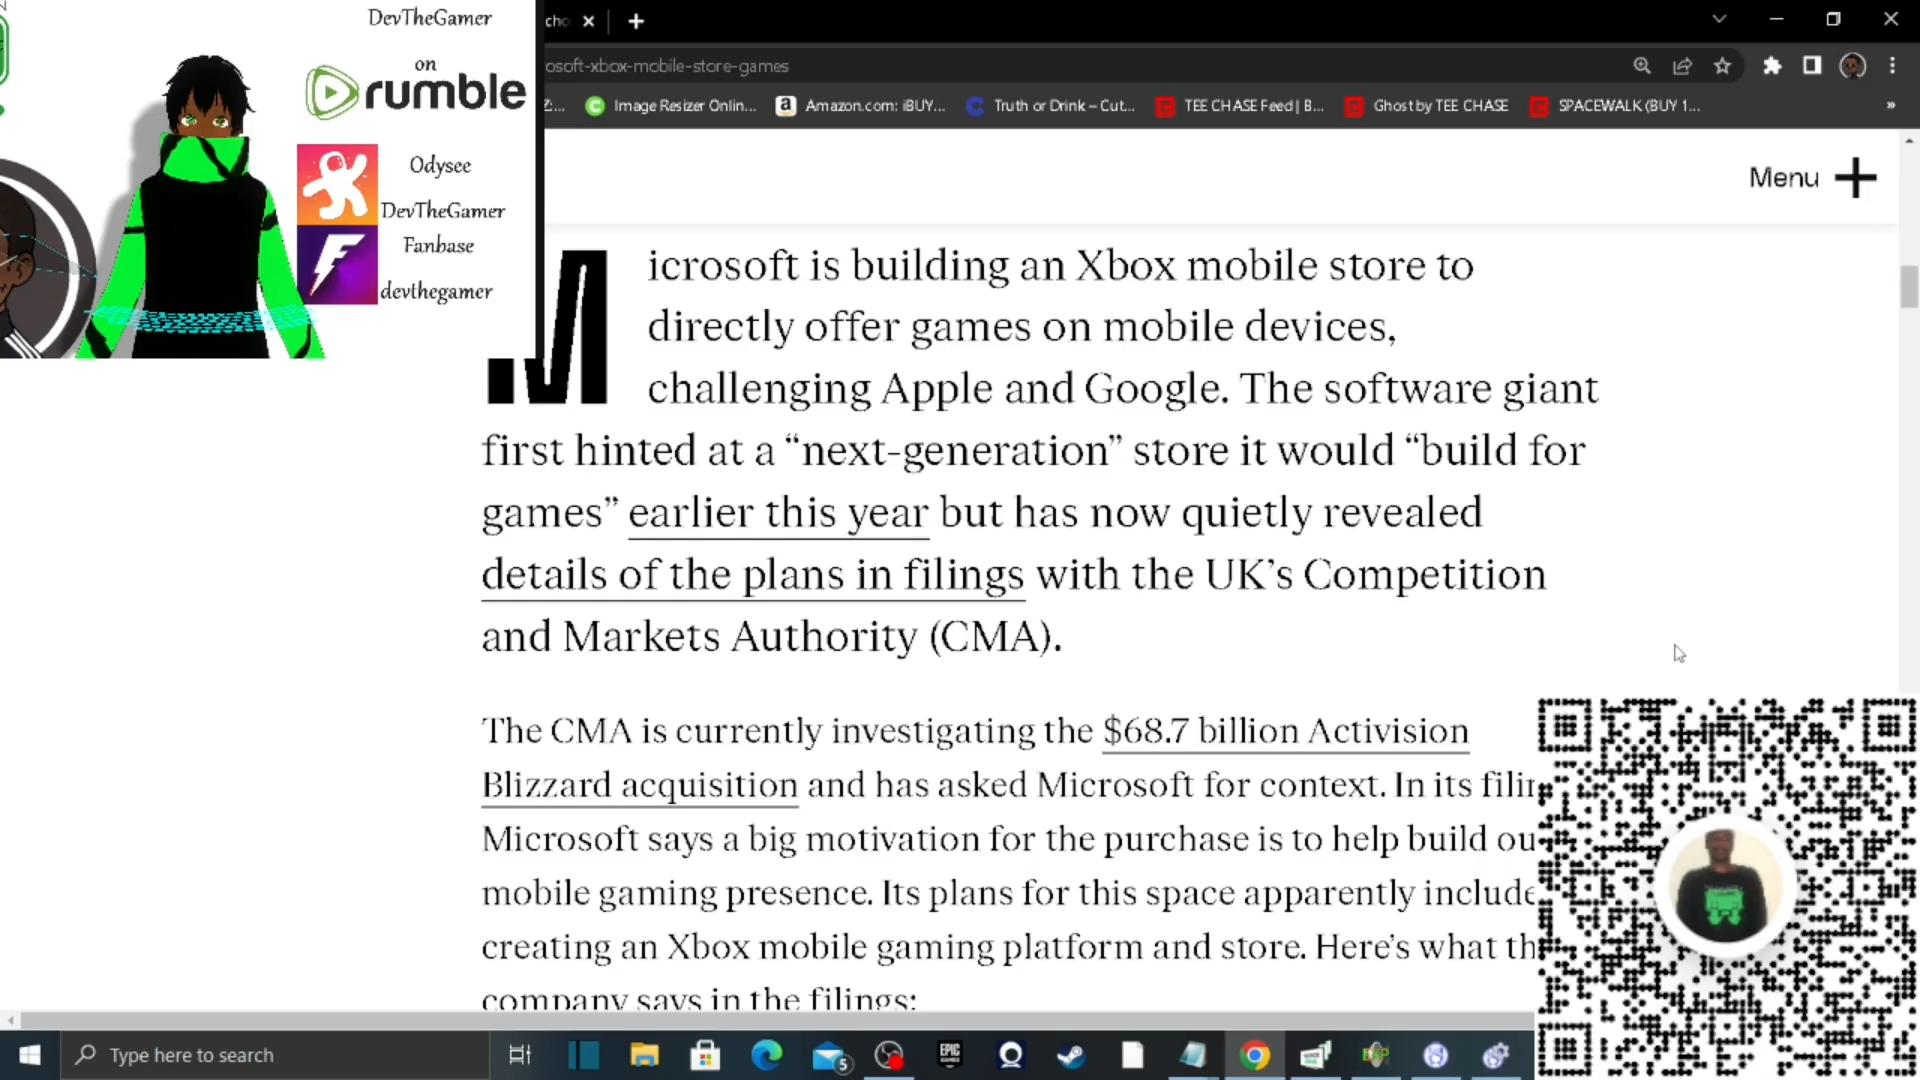 DevTheGamer
on
rumble
Odysee
DevTheGamer
Fanbase
devthegamer
osoft-xbox-mobile-store-games
Image Resizer Onlin...
Amazon.com: iBUY...
Truth or Drink – Cut...
TEE CHASE Feed | B...
Ghost by TEE CHASE
SPACEWALK (BUY 1...
»
Menu
Microsoft is building an Xbox mobile store to
directly offer games on mobile devices,
challenging Apple and Google. The software giant
first hinted at a “next-generation” store it would “build for
games” earlier this year but has now quietly revealed
details of the plans in filings with the UK’s Competition
and Markets Authority (CMA).
The CMA is currently investigating the $68.7 billion Activision
Blizzard acquisition and has asked Microsoft for context. In its filin
Microsoft says a big motivation for the purchase is to help build ou
mobile gaming presence. Its plans for this space apparently include
creating an Xbox mobile gaming platform and store. Here’s what th
company says in the filings:
Type here to search
EPIC
GAMES
5